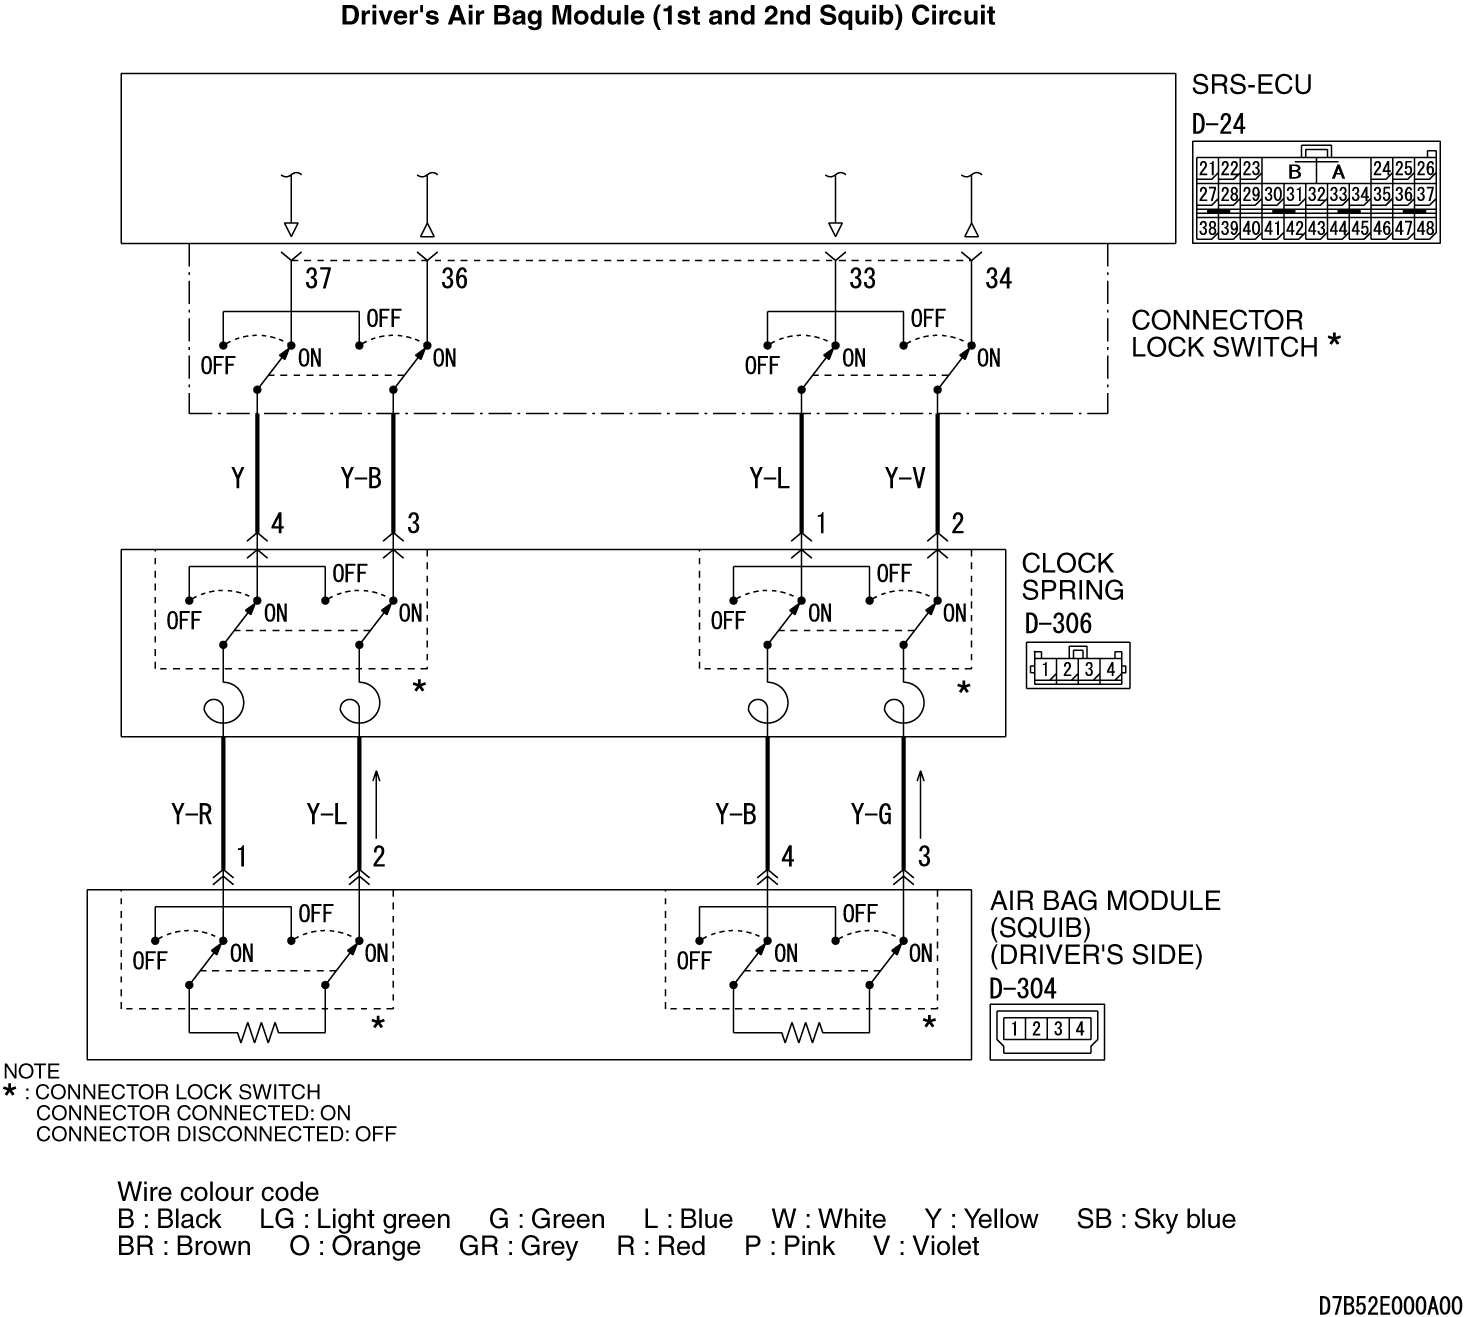 Driver's Air Bag Module (1st and 2nd Squib) Circuit
SRS-ECU
D-24
21 22 23 B A 24 25 26
27 28 29 30 31 32 33 34 35 36 37
38 39 40 41 42 43 44 45 46 47 48
37 36 33 34
OFF OFF
OFF ON ON OFF ON ON
CONNECTOR
LOCK SWITCH *
Y Y-B Y-L Y-V
4 3 1 2
OFF OFF
OFF ON ON OFF ON ON
* *
CLOCK
SPRING
D-306
1 2 3 4
Y-R Y-L Y-B Y-G
1 2 4 3
OFF OFF
OFF ON ON OFF ON ON
* *
AIR BAG MODULE
(SQUIB)
(DRIVER'S SIDE)
D-304
1 2 3 4
NOTE
* : CONNECTOR LOCK SWITCH
CONNECTOR CONNECTED: ON
CONNECTOR DISCONNECTED: OFF
Wire colour code
B : Black LG : Light green G : Green L : Blue W : White Y : Yellow SB : Sky blue
BR : Brown O : Orange GR : Grey R : Red P : Pink V : Violet
D7B52E000A00